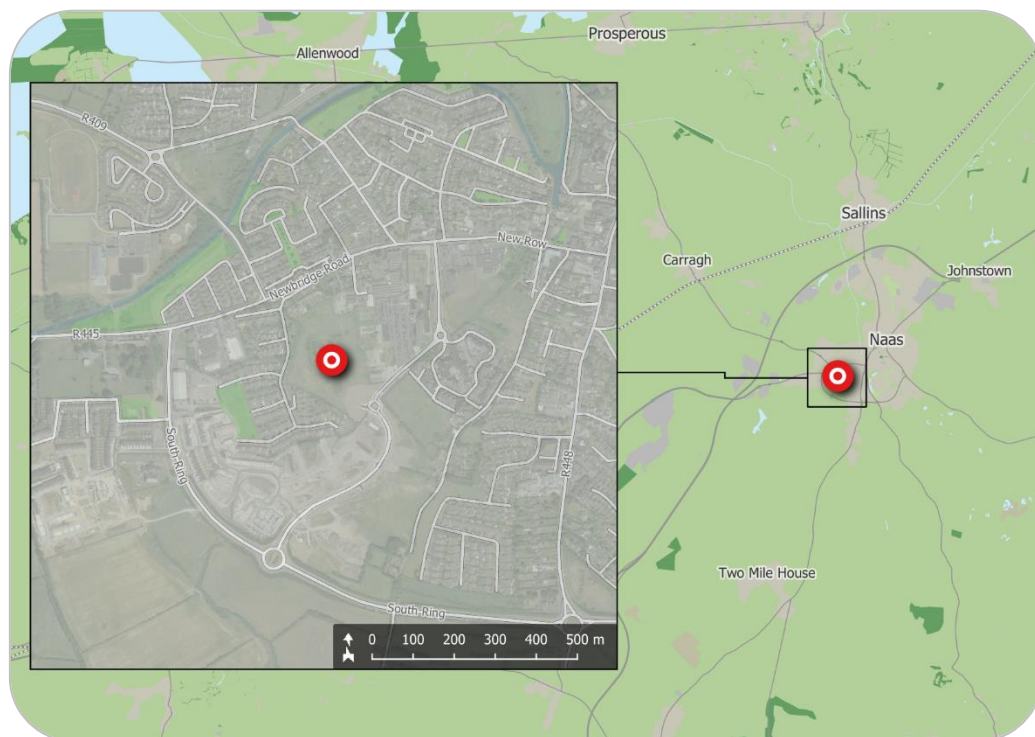 Prosperous
Allenwood
R409
Sallins
New Row
Carragh
Johnstown
Newbridge Road
R445
Naas
South Ring
R448
Two Mile House
South Ring
0 100 200 300 400 500 m